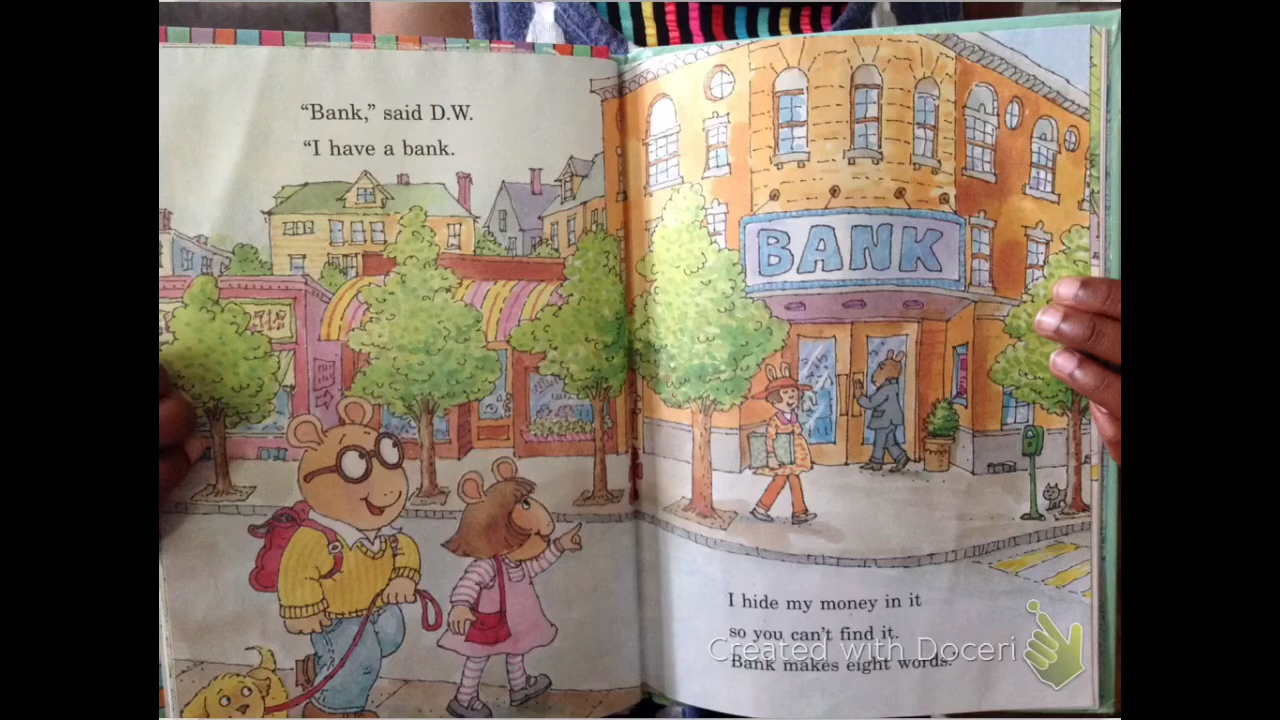 “Bank,” said D.W.
“I have a bank.
BANK
I hide my money in it
so you can’t find it.
Bank makes eight words.
Created with Doceri